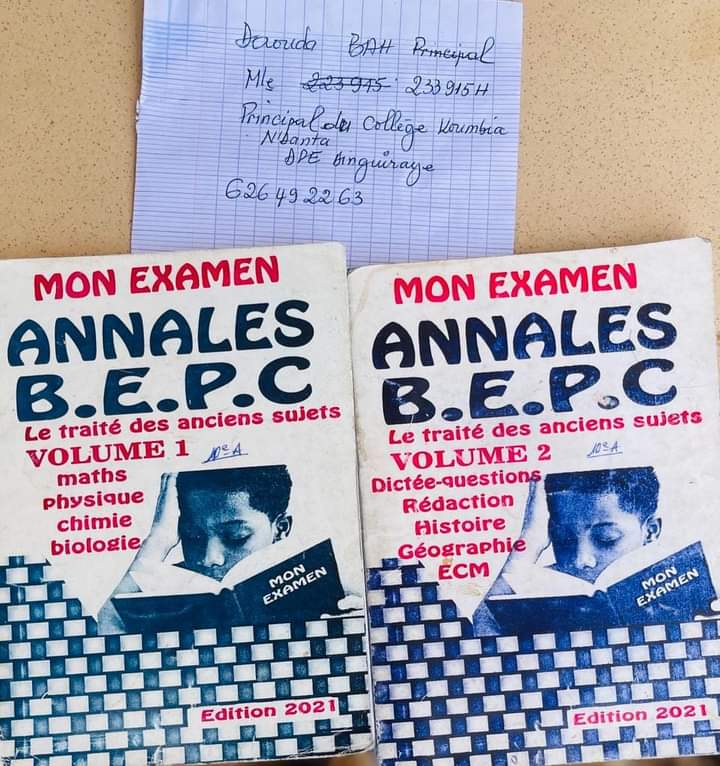 Daouda BAH Principal
Mle 223915 233915H
Principal du Collège Koumbia
N'Danta
DPE Dinguiraye
626 49 22 63
MON EXAMEN
ANNALES
B.E.P.C
Le traité des anciens sujets
VOLUME 1 10e A
maths
physique
chimie
biologie
MON
EXAMEN
Edition 2021
MON EXAMEN
ANNALES
B.E.P.C
Le traité des anciens sujets
VOLUME 2 10e A
Dictée-questions
Rédaction
Histoire
Géographie
ECM
MON
EXAMEN
Edition 2021